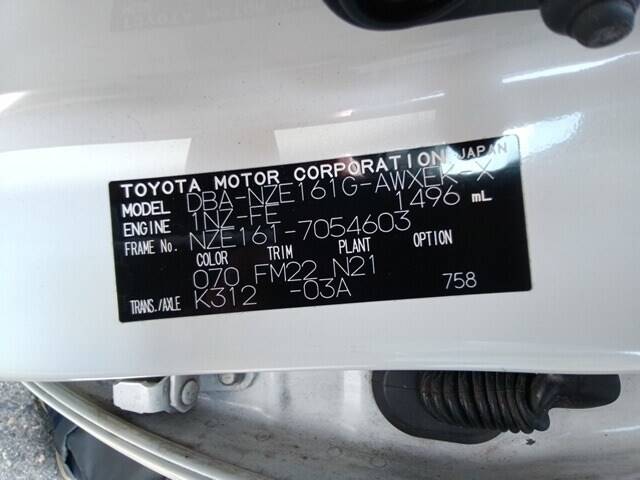 TOYOTA MOTOR CORPORATION, JAPAN
MODEL DBA-NZE161G-AWXEK-X
ENGINE 1NZ-FE 1496 mL
FRAME No. NZE161-7054603
COLOR TRIM PLANT OPTION
070 FM22 N21
TRANS./AXLE K312 -03A 758